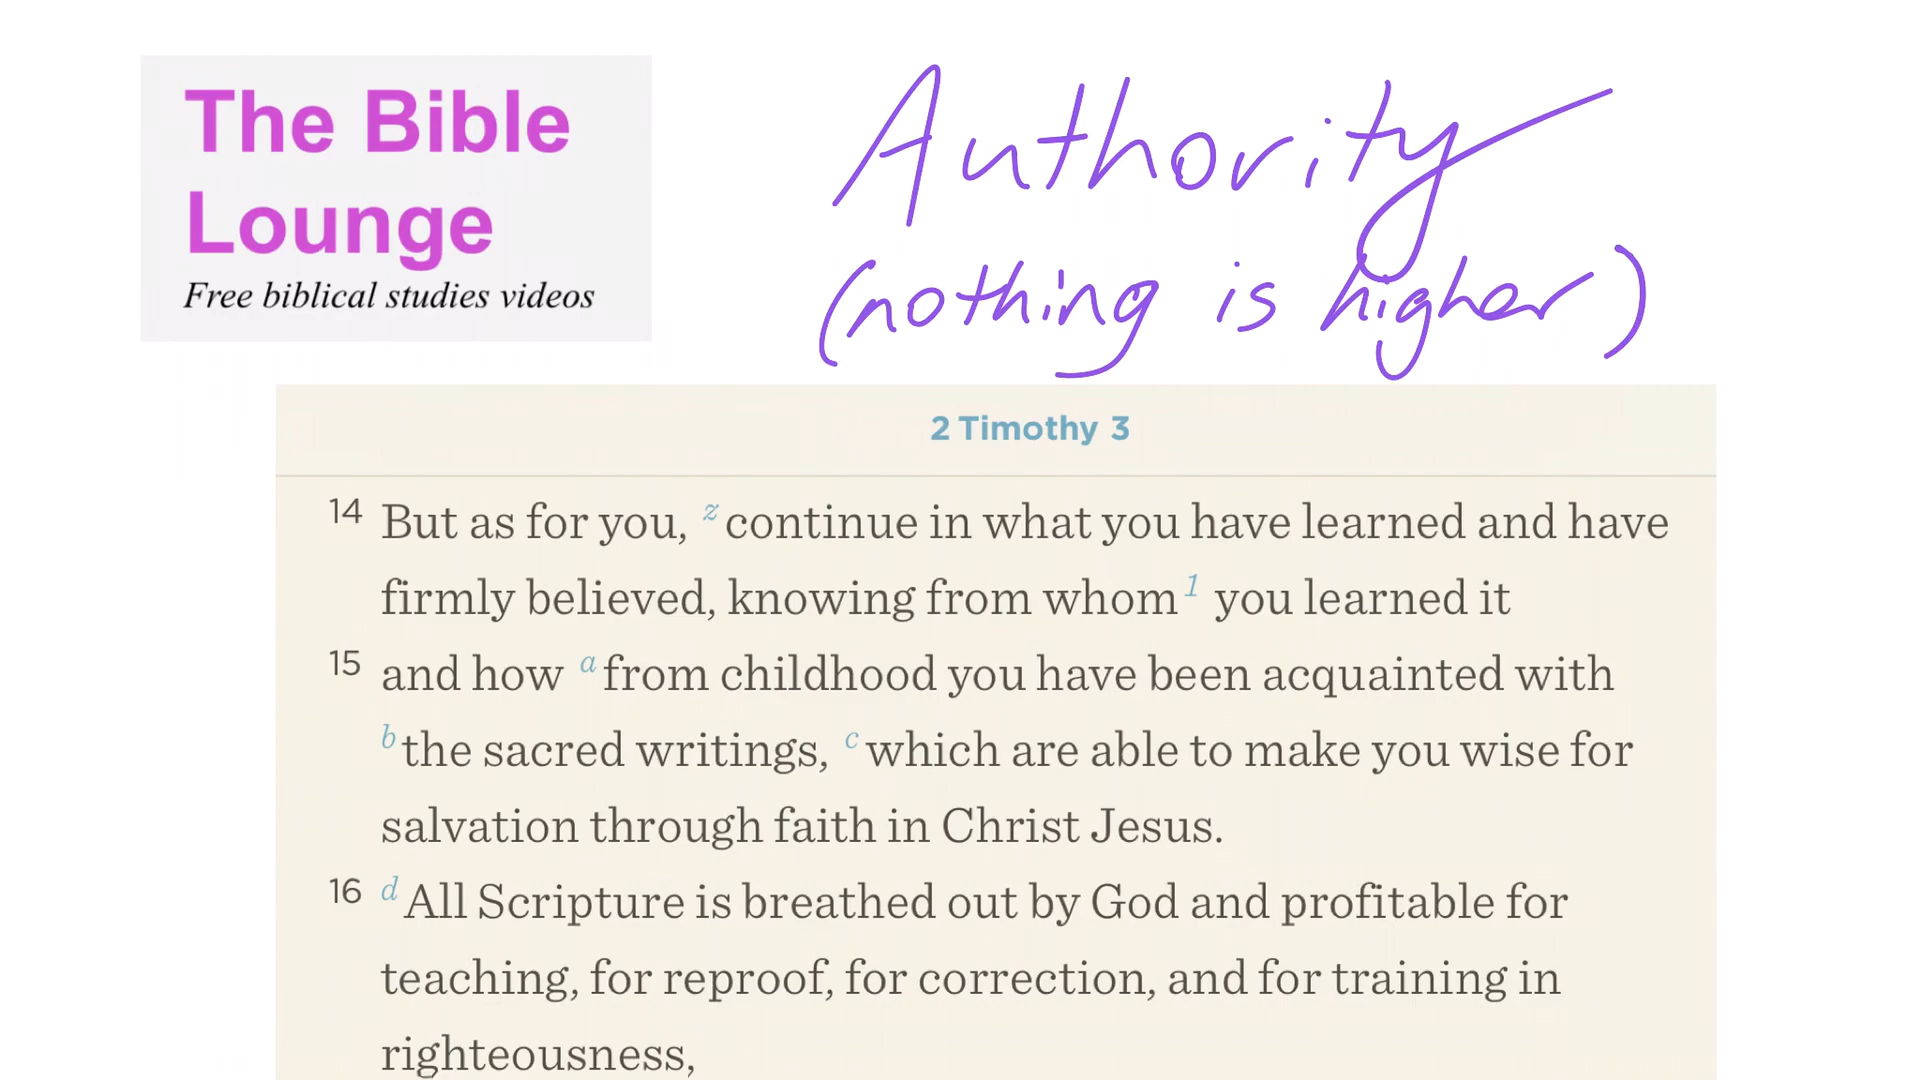 The Bible
Lounge
Free biblical studies videos
Authority
(nothing is higher)
2 Timothy 3
14 But as for you, z continue in what you have learned and have
firmly believed, knowing from whom 1 you learned it
15 and how a from childhood you have been acquainted with
b the sacred writings, c which are able to make you wise for
salvation through faith in Christ Jesus.
16 d All Scripture is breathed out by God and profitable for
teaching, for reproof, for correction, and for training in
righteousness,